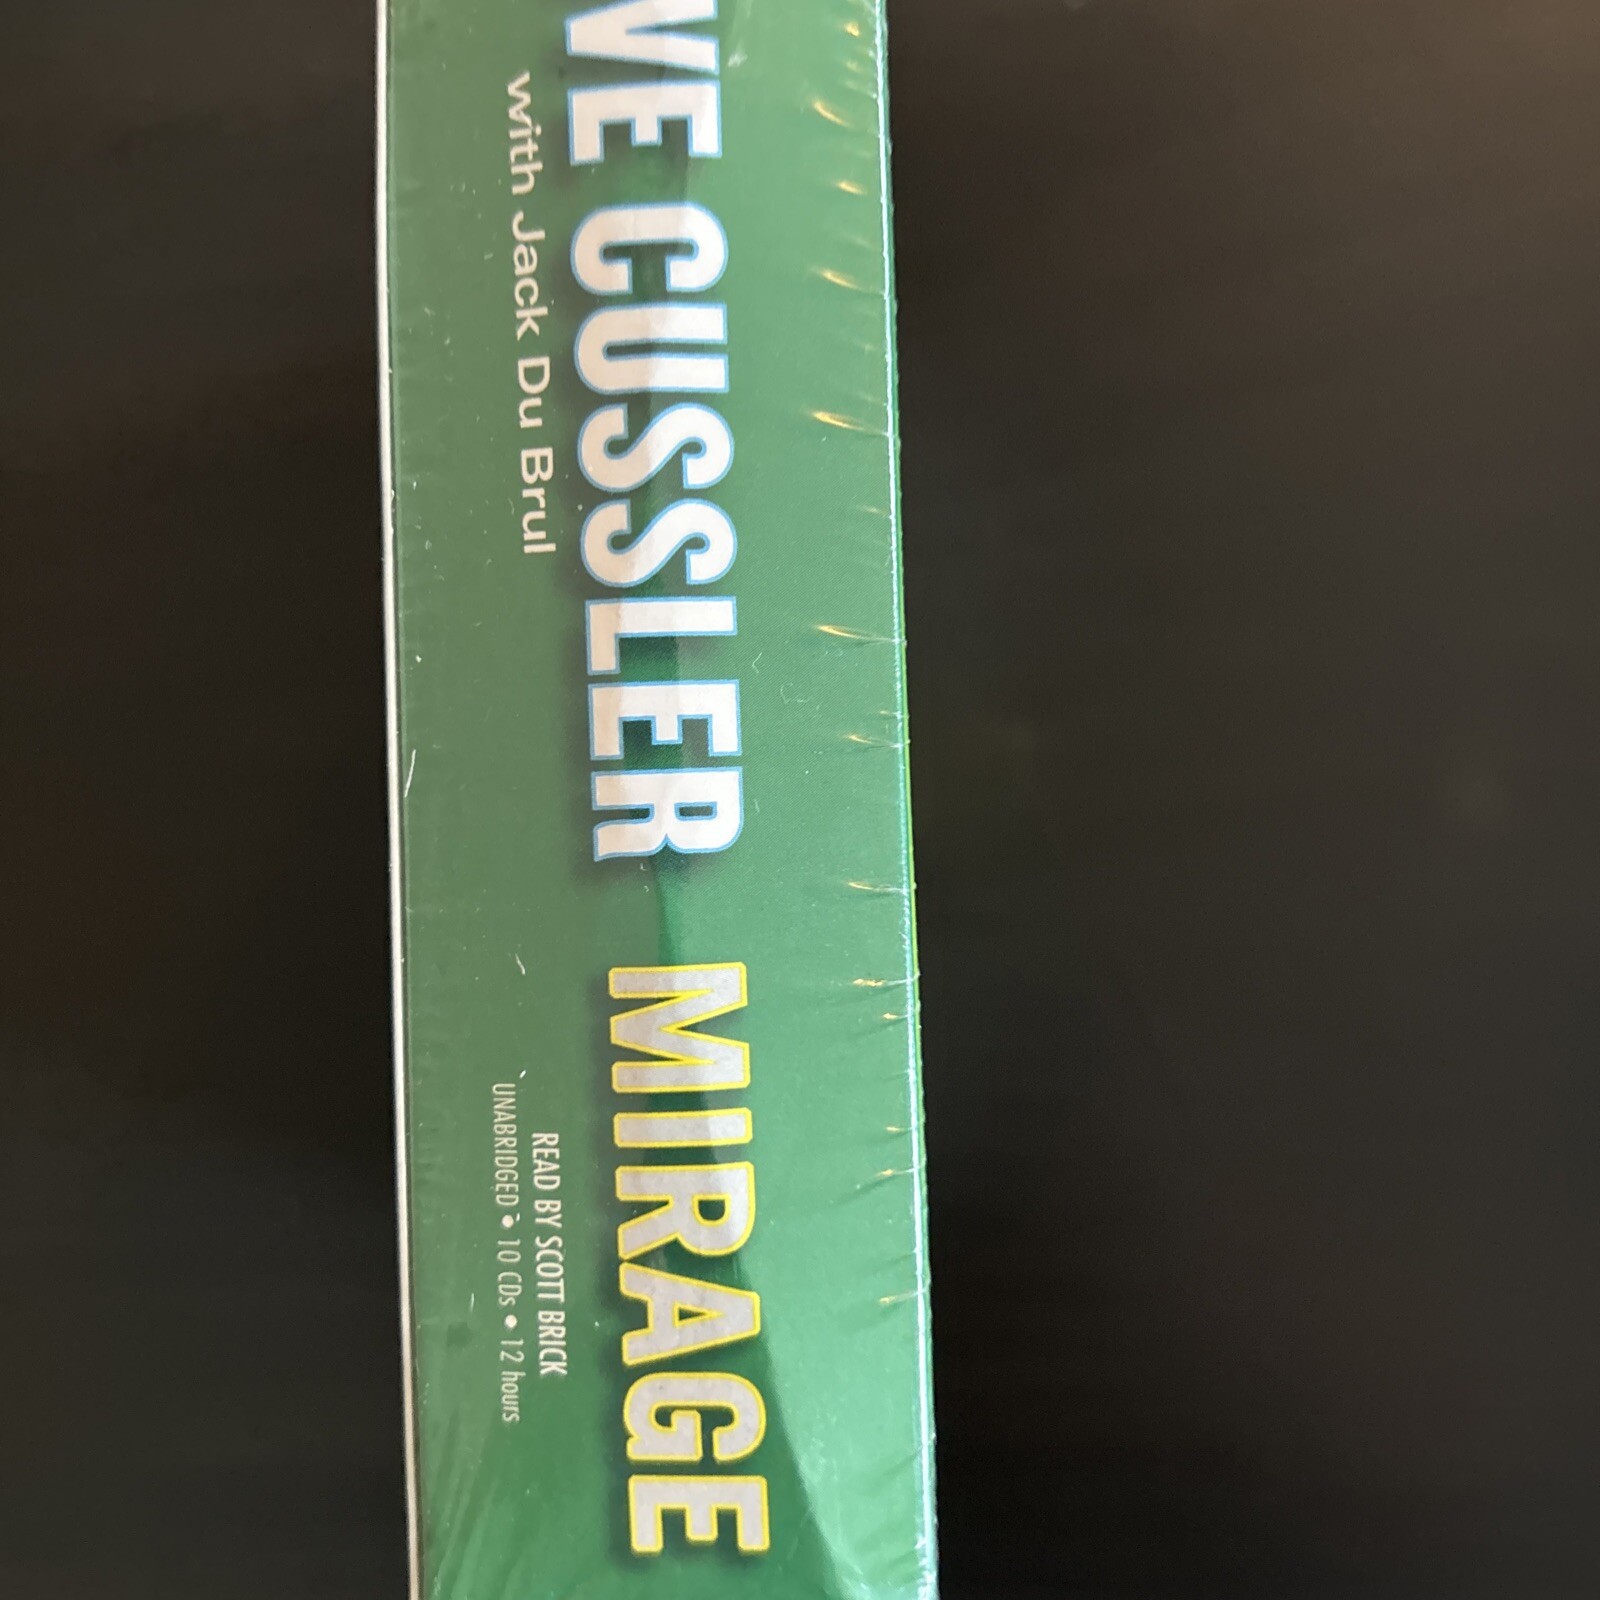 VE CUSSLER
with Jack Du Brul
MIRAGE
READ BY SCOTT BRICK
UNABRIDGED • 10 CDs • 12 hours